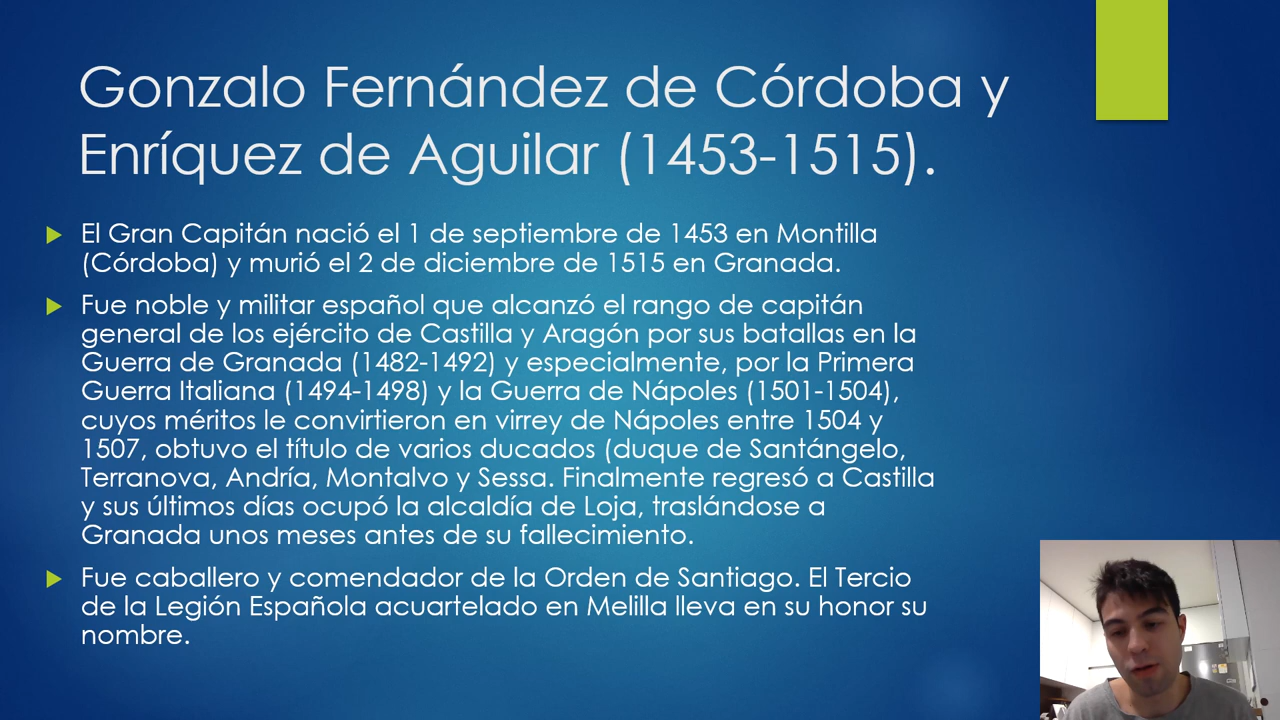 Gonzalo Fernández de Córdoba y
Enríquez de Aguilar (1453-1515).
El Gran Capitán nació el 1 de septiembre de 1453 en Montilla
(Córdoba) y murió el 2 de diciembre de 1515 en Granada.
Fue noble y militar español que alcanzó el rango de capitán
general de los ejército de Castilla y Aragón por sus batallas en la
Guerra de Granada (1482-1492) y especialmente, por la Primera
Guerra Italiana (1494-1498) y la Guerra de Nápoles (1501-1504),
cuyos méritos le convirtieron en virrey de Nápoles entre 1504 y
1507, obtuvo el título de varios ducados (duque de Santángelo,
Terranova, Andría, Montalvo y Sessa. Finalmente regresó a Castilla
y sus últimos días ocupó la alcaldía de Loja, traslándose a
Granada unos meses antes de su fallecimiento.
Fue caballero y comendador de la Orden de Santiago. El Tercio
de la Legión Española acuartelado en Melilla lleva en su honor su
nombre.